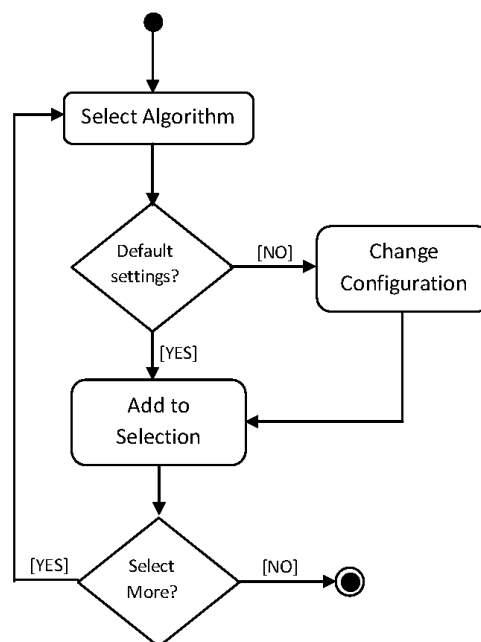 Select Algorithm
Default
settings?
[NO]
Change
Configuration
[YES]
Add to
Selection
[YES]
Select
More?
[NO]